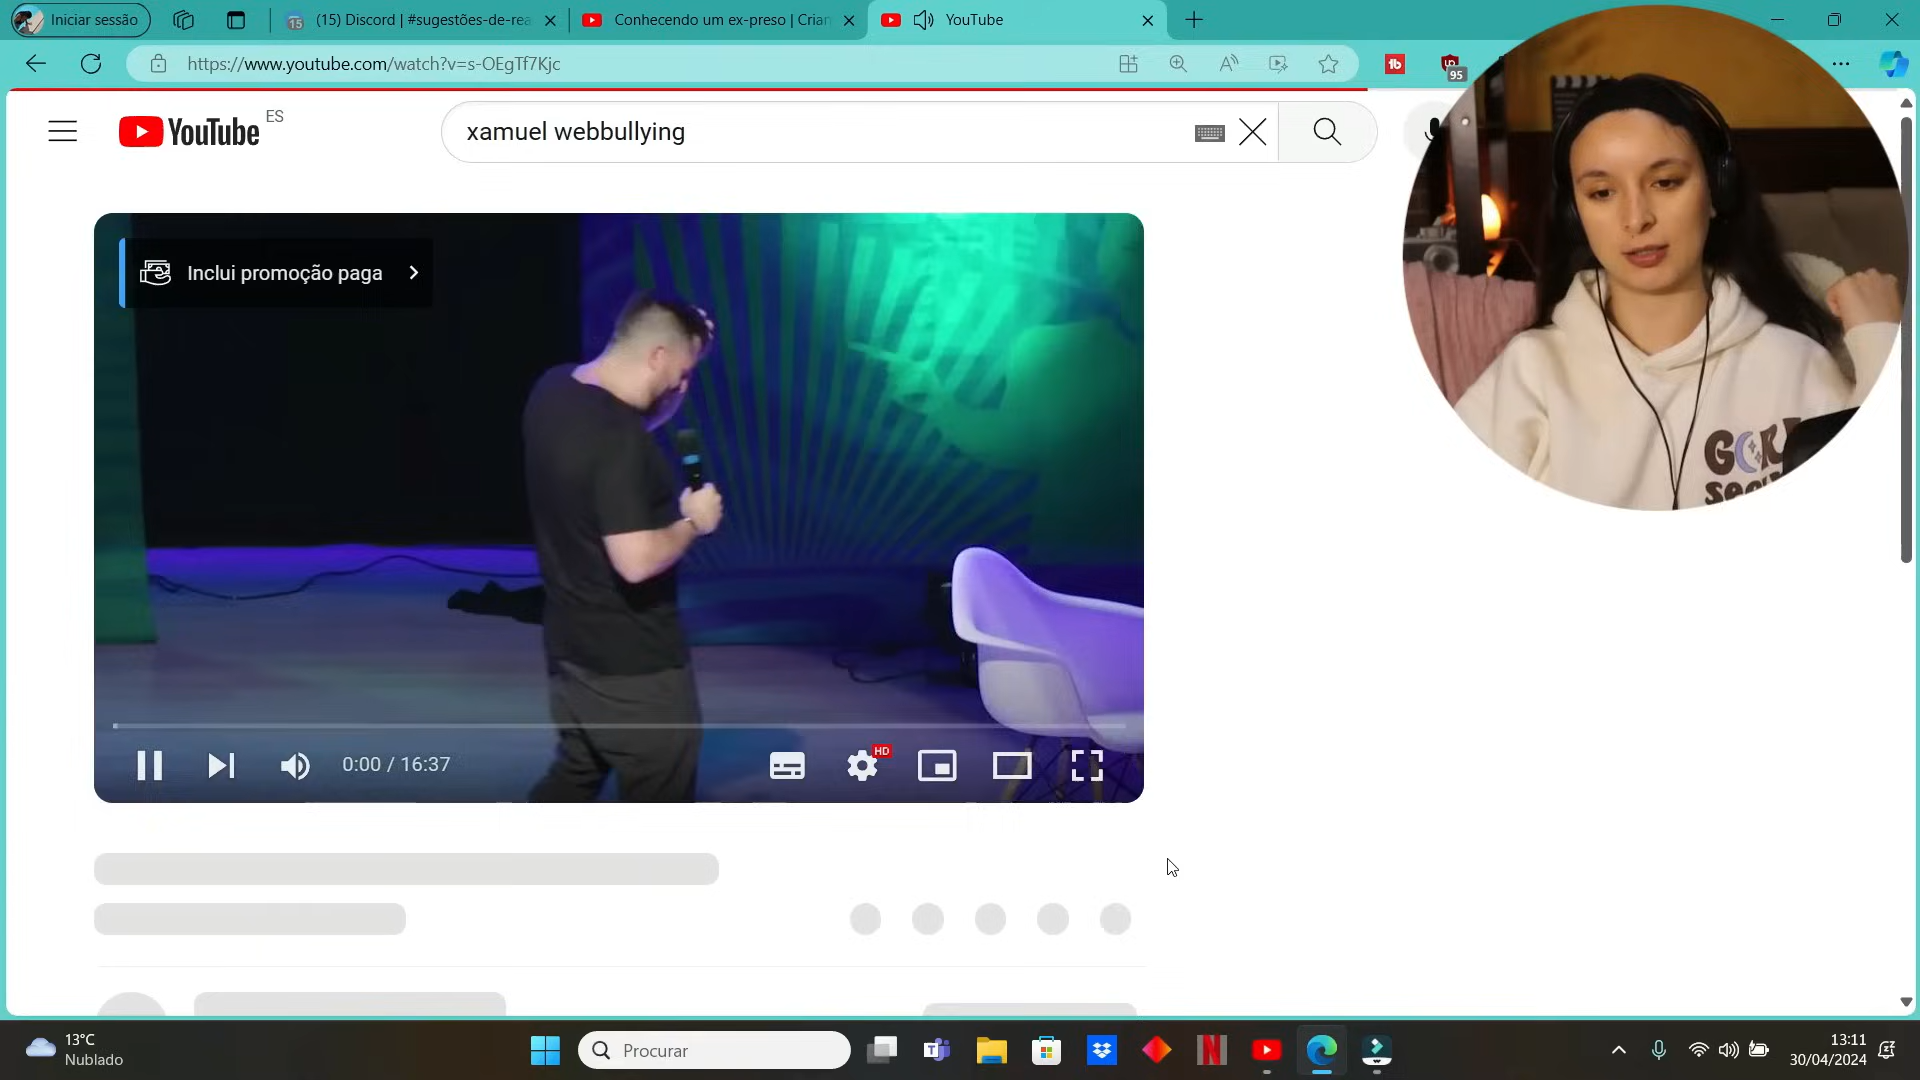 Iniciar sessão
(15) Discord | #sugestões-de-rea
Conhecendo um ex-preso | Crian
YouTube
https://www.youtube.com/watch?v=s-OEgTf7Kjc
95
YouTube ES
xamuel webbullying
Inclui promoção paga
0:00 / 16:37
HD
13°C
Nublado
Procurar
13:11
30/04/2024